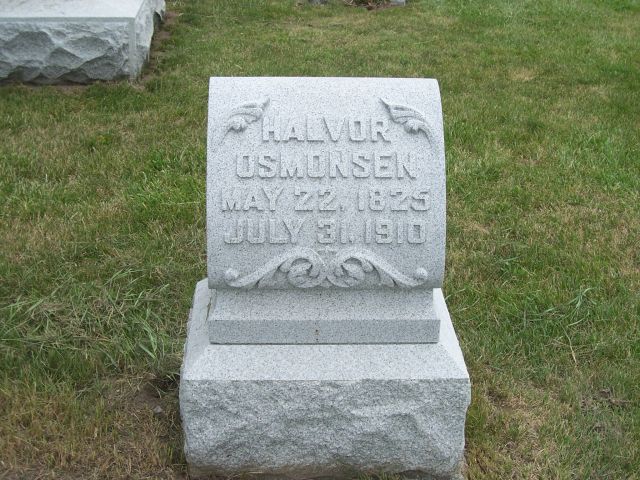 HALVOR
OSMONSEN
MAY 22, 1825
JULY 31, 1910